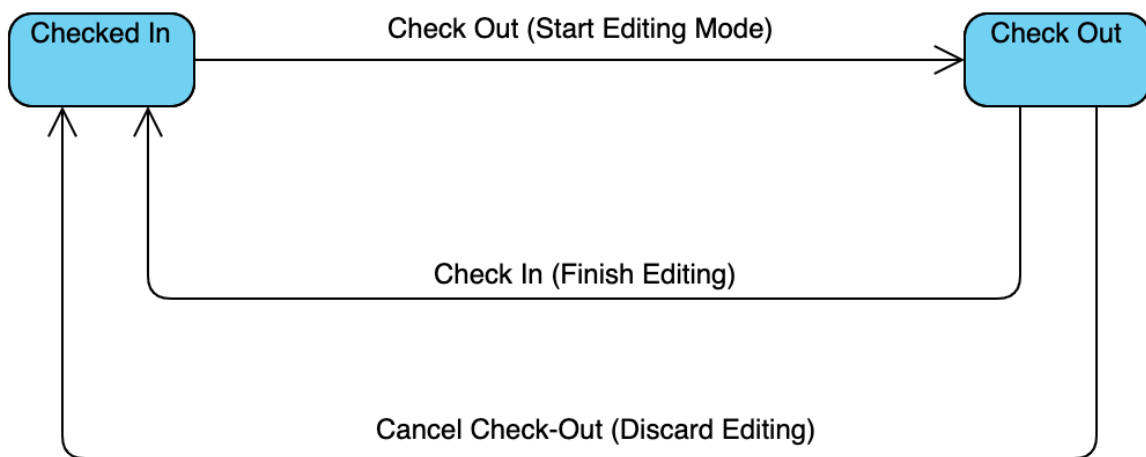 Checked In
Check Out (Start Editing Mode)
Check Out
Check In (Finish Editing)
Cancel Check-Out (Discard Editing)